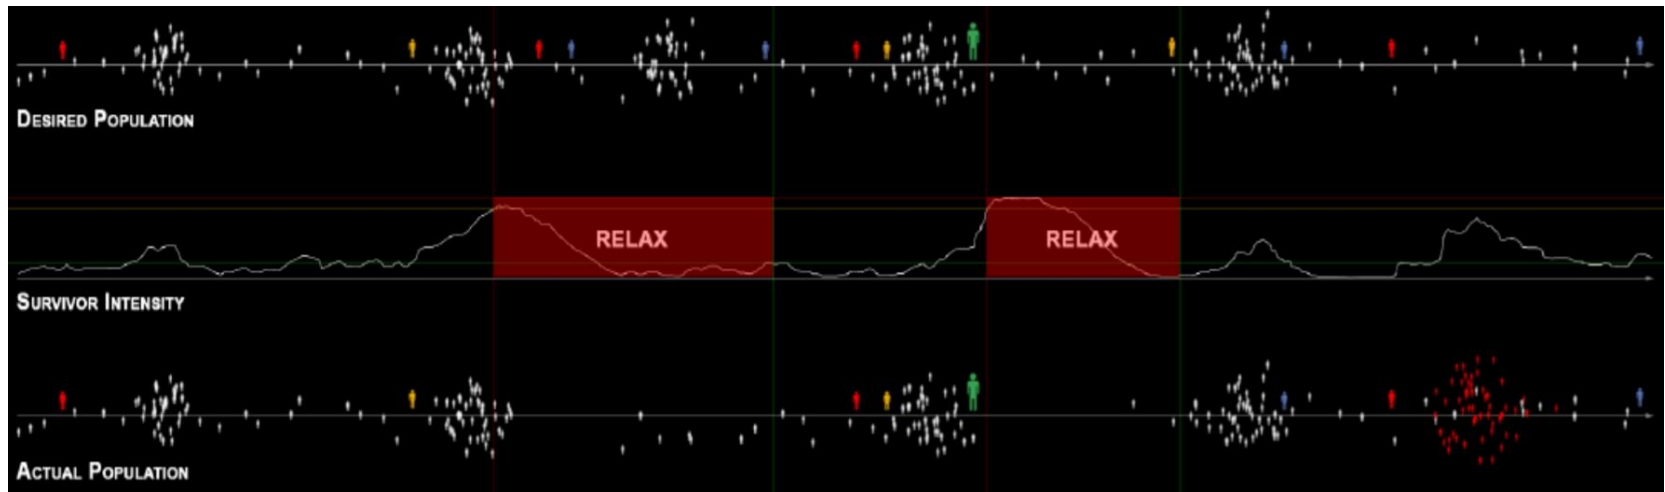 DESIRED POPULATION
RELAX
RELAX
SURVIVOR INTENSITY
ACTUAL POPULATION